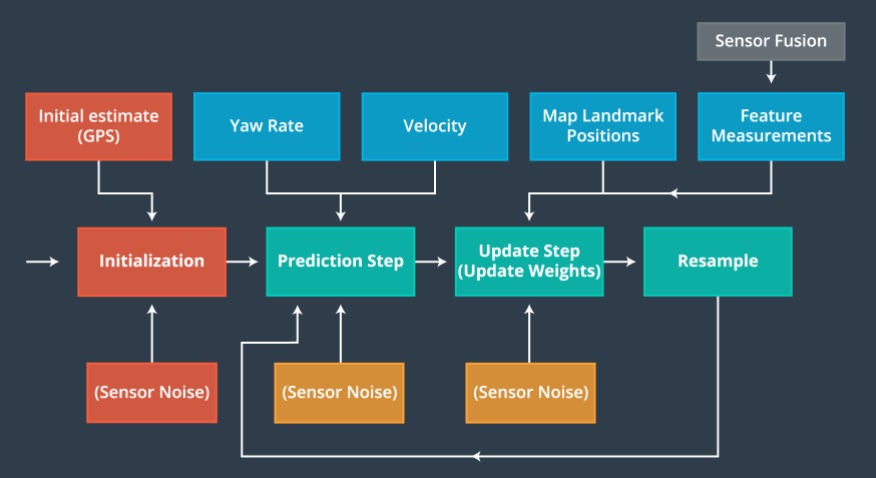 Sensor Fusion
Initial estimate
(GPS)
Yaw Rate
Velocity
Map Landmark
Positions
Feature
Measurements
Initialization
Prediction Step
Update Step
(Update Weights)
Resample
(Sensor Noise)
(Sensor Noise)
(Sensor Noise)